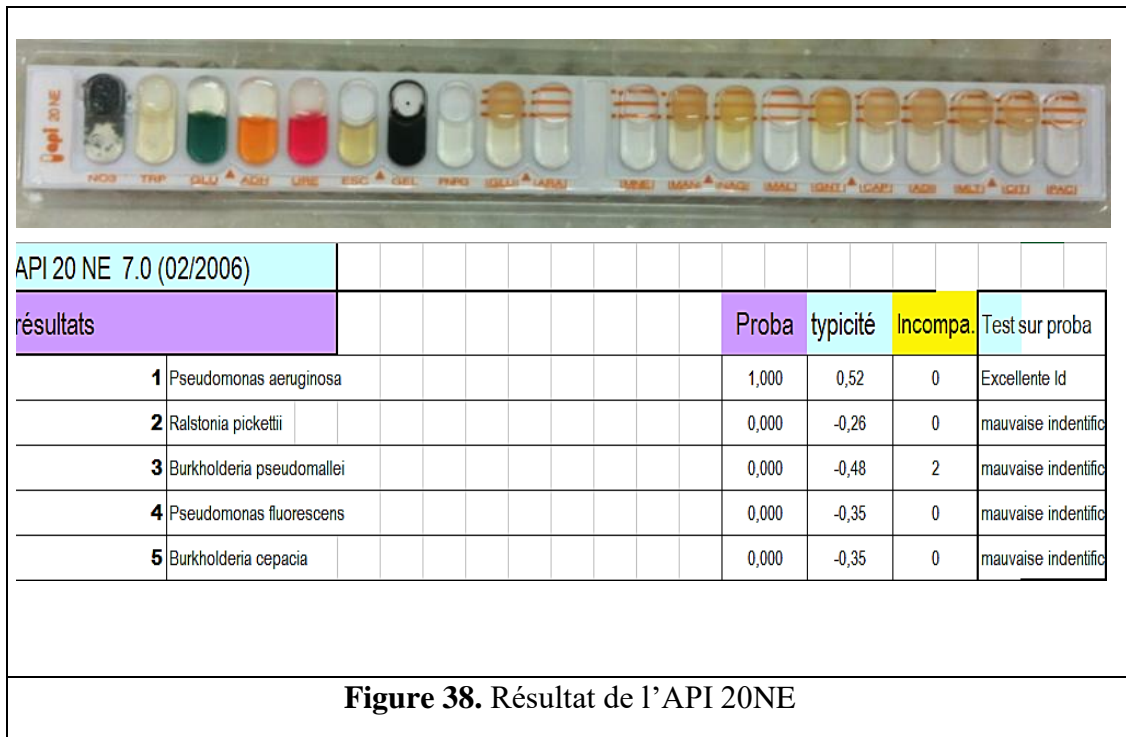 api 20 NE
NO3 TRP GLU ADH URE ESC GEL PNPG |GLU| |ARA| |MNE| |MAN| |NAG| |MAL| |GNT| |CAP| |ADI| |MLT| |CIT| |PAC|
API 20 NE 7.0 (02/2006)
résultats Proba typicité Incompa. Test sur proba
1 Pseudomonas aeruginosa 1,000 0,52 0 Excellente Id
2 Ralstonia pickettii 0,000 -0,26 0 mauvaise indentific
3 Burkholderia pseudomallei 0,000 -0,48 2 mauvaise indentific
4 Pseudomonas fluorescens 0,000 -0,35 0 mauvaise indentific
5 Burkholderia cepacia 0,000 -0,35 0 mauvaise indentific
Figure 38. Résultat de l’API 20NE